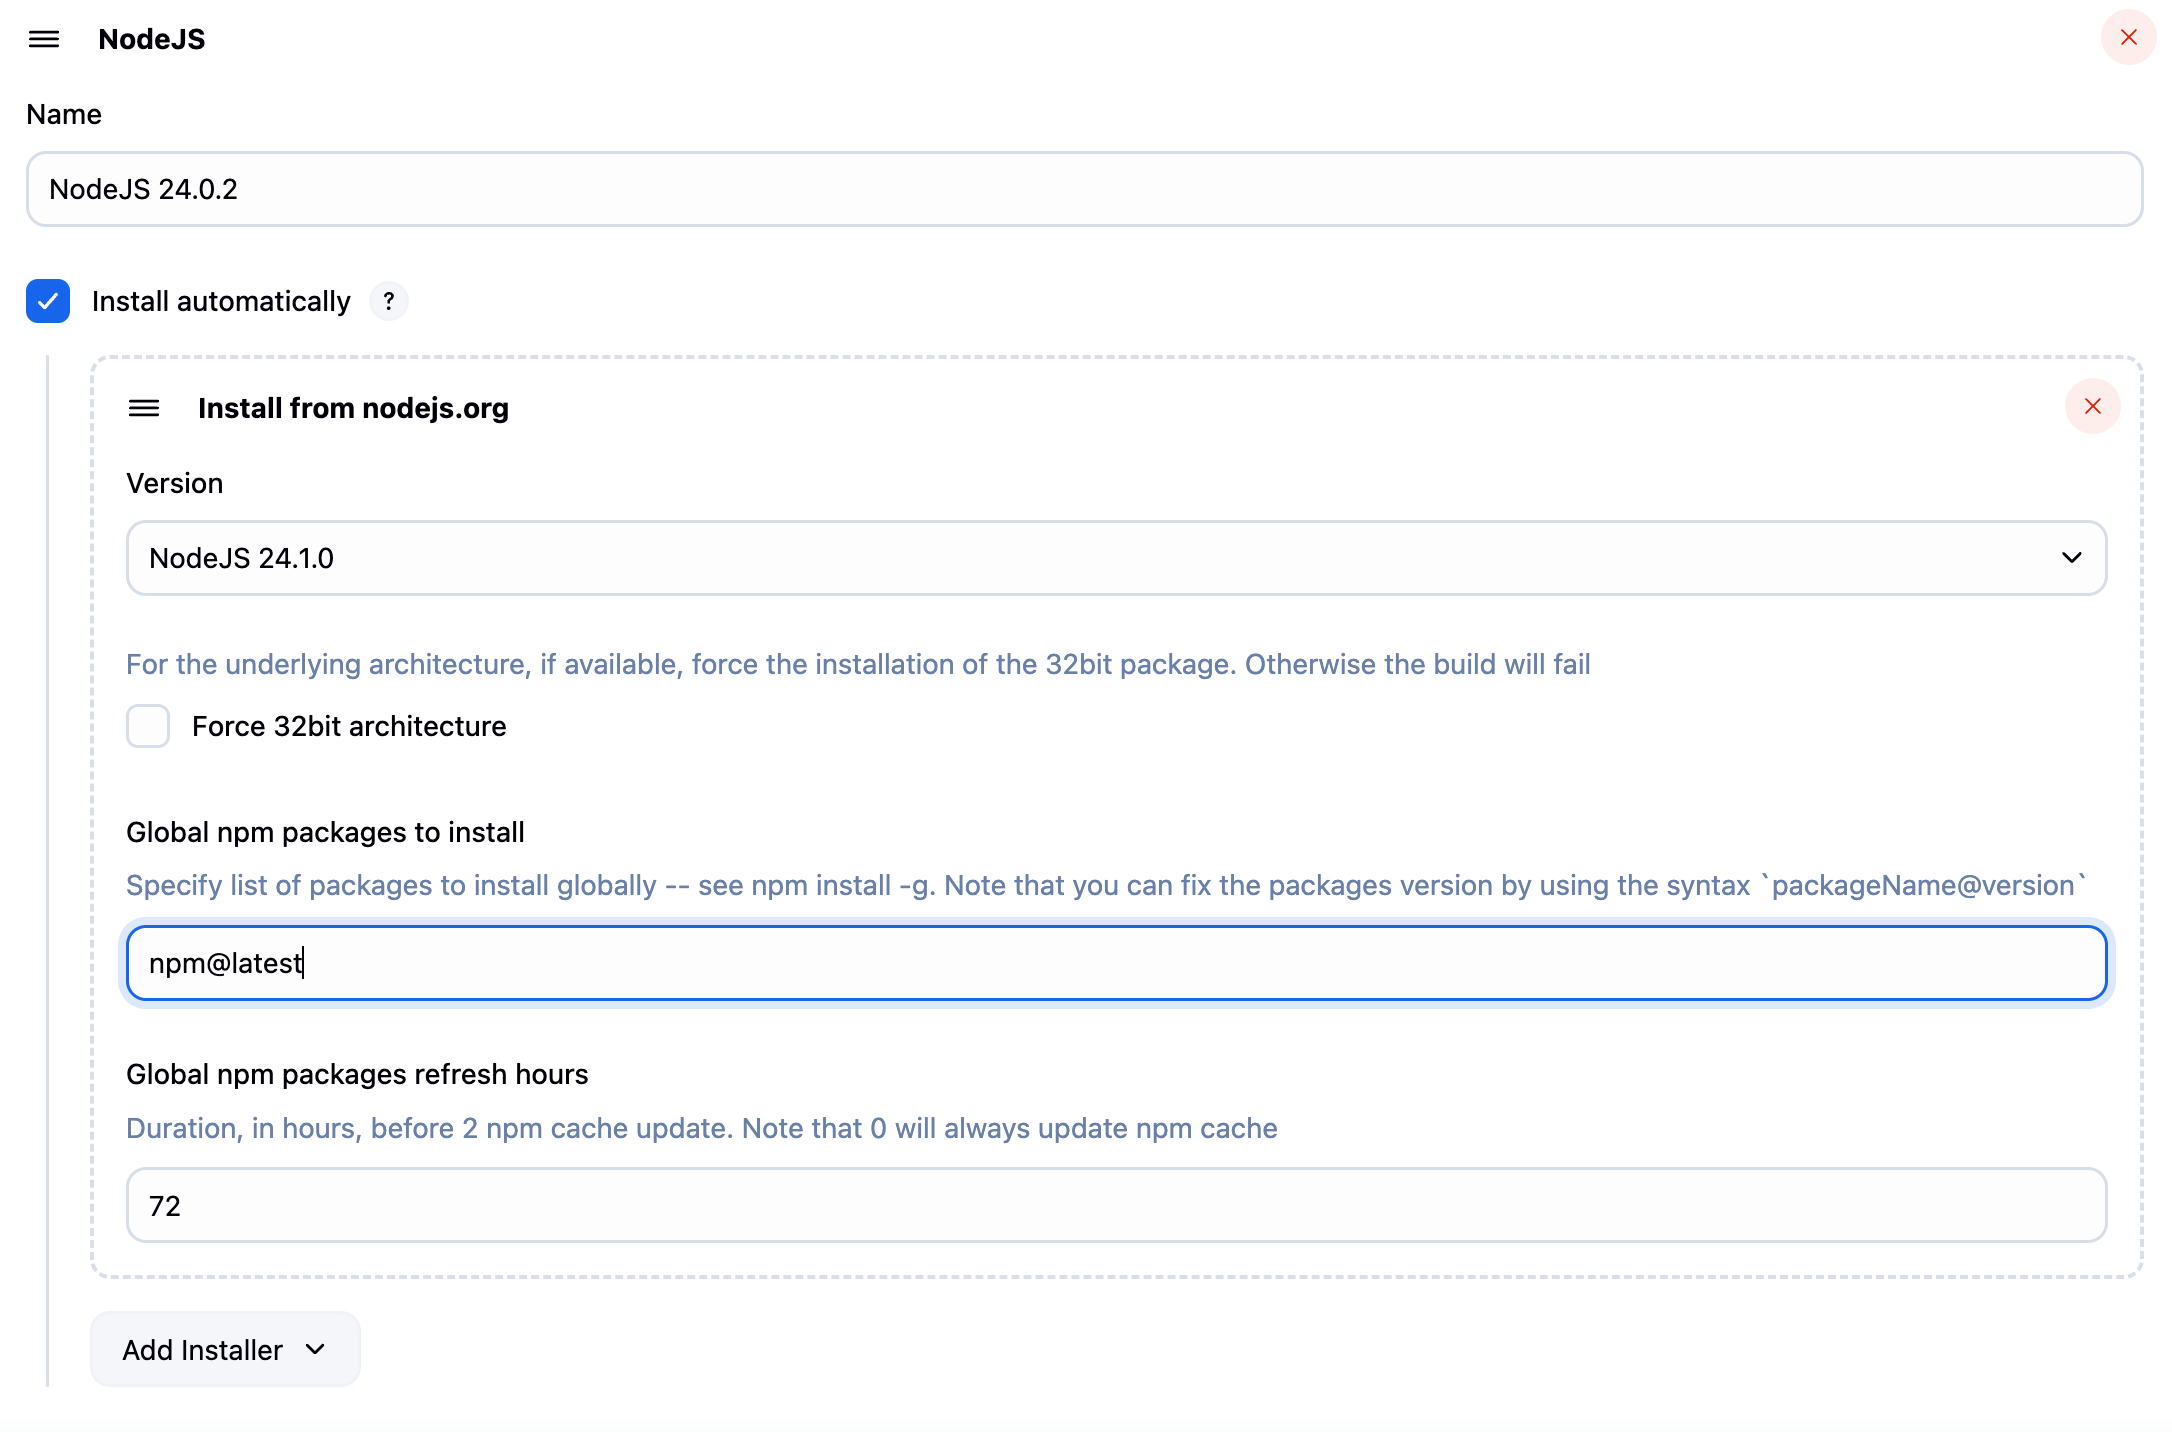 NodeJS
Name
NodeJS 24.0.2
Install automatically ?
Install from nodejs.org
Version
NodeJS 24.1.0
For the underlying architecture, if available, force the installation of the 32bit package. Otherwise the build will fail
Force 32bit architecture
Global npm packages to install
Specify list of packages to install globally -- see npm install -g. Note that you can fix the packages version by using the syntax `packageName@version`
npm@latest
Global npm packages refresh hours
Duration, in hours, before 2 npm cache update. Note that 0 will always update npm cache
72
Add Installer